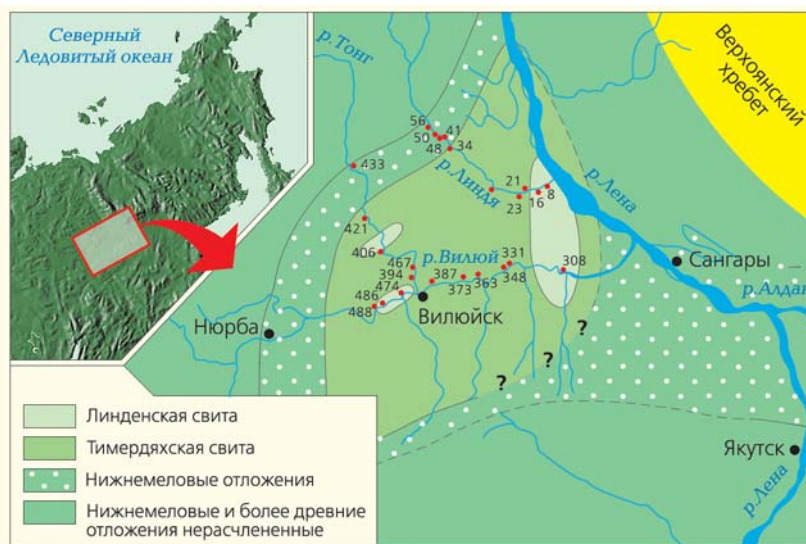 Северный
Ледовитый океан
р.Тонг
Верхоянский
хребет
56
50
41
48
34
433
р.Линдя
21
8
16
23
р.Лена
421
406
р.Вилюй
331
308
467
394
387
348
363
373
474
486
488
Сангары
р.Алдан
Нюрба
Вилюйск
?
?
?
Якутск
р.Лена
Линденская свита
Тимердяхская свита
Нижнемеловые отложения
Нижнемеловые и более древние
отложения нерасчлененные